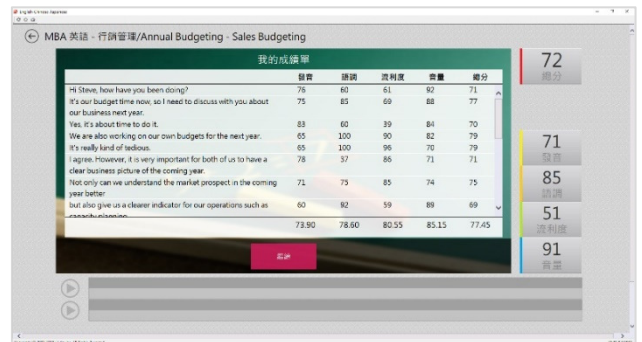 MBA 英語 - 行銷管理/Annual Budgeting - Sales Budgeting
我的成績單
發音 語調 流利度 音量 總分
Hi Steve, how have you been doing? 76 60 61 92 71
It's our budget time now, so I need to discuss with you about 75 85 69 88 77
our business next year.
Yes, it's about time to do it. 83 60 39 84 70
We are also working on our own budgets for the next year. 65 100 90 82 79
It's really kind of tedious. 65 100 96 70 79
I agree. However, it is very important for both of us to have a 78 37 86 71 71
clear business picture of the coming year.
Not only can we understand the market prospect in the coming 71 75 85 74 75
year better
but also give us a clearer indicator for our operations such as 60 92 59 89 69
capacity planning
73.90 78.60 80.55 85.15 77.45
72
總分
71
發音
85
語調
51
流利度
91
音量